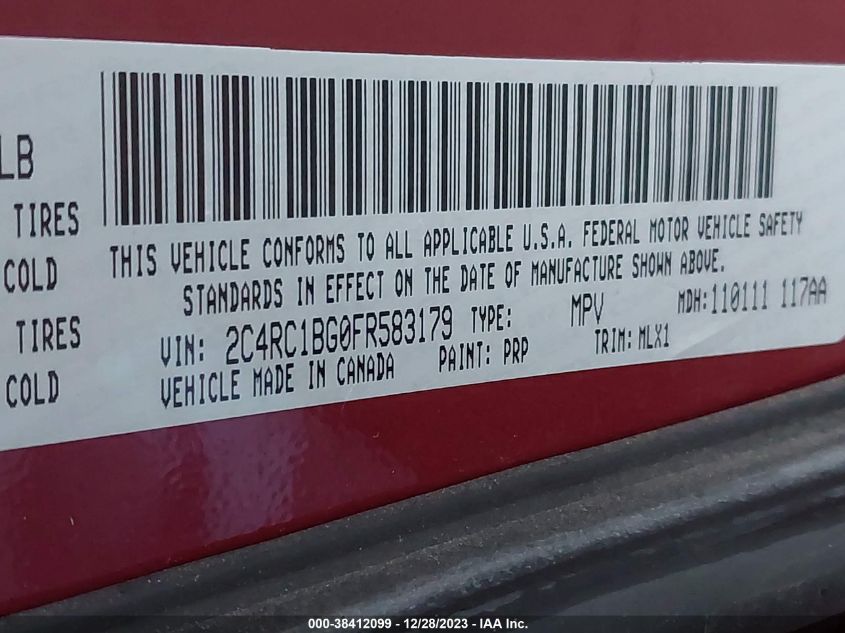 LB
TIRES
COLD
TIRES
COLD
THIS VEHICLE CONFORMS TO ALL APPLICABLE U.S.A. FEDERAL MOTOR VEHICLE SAFETY
STANDARDS IN EFFECT ON THE DATE OF MANUFACTURE SHOWN ABOVE.
VIN: 2C4RC1BG0FR583179 TYPE: MPV MDH:110111 117AA
VEHICLE MADE IN CANADA PAINT: PRP TRIM: MLX1
000-38412099 - 12/28/2023 - IAA Inc.